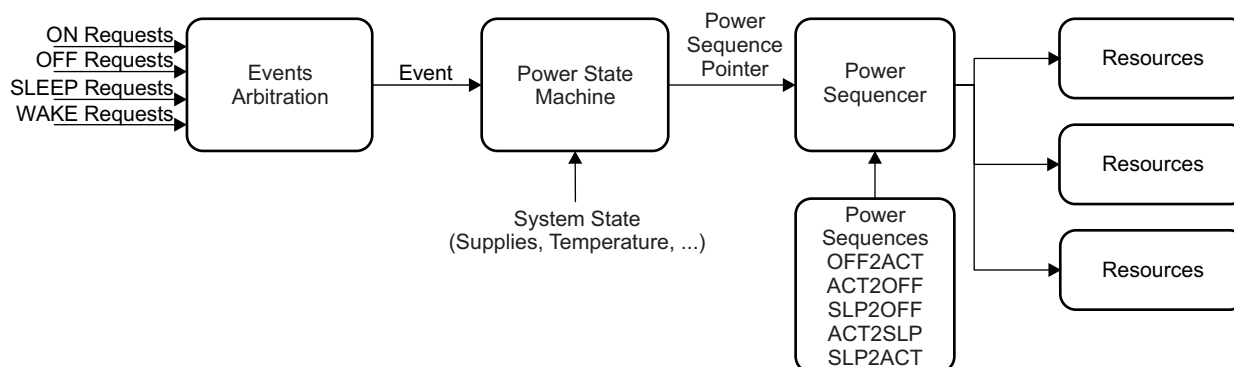 ON Requests
OFF Requests
SLEEP Requests
WAKE Requests
Events
Arbitration
Event
Power State
Machine
System State
(Supplies, Temperature, ...)
Power
Sequence
Pointer
Power
Sequencer
Power
Sequences
OFF2ACT
ACT2OFF
SLP2OFF
ACT2SLP
SLP2ACT
Resources
Resources
Resources